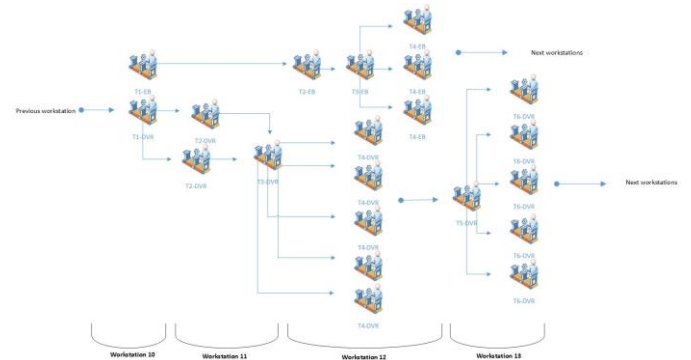 T4-EB
Next workstations
T1-EB
T2-EB
T3-EB
T4-EB
Previous workstation
T1-DVR
T2-DVR
T4-EB
T6-DVR
T2-DVR
T3-DVR
T4-DVR
T6-DVR
T4-DVR
T5-DVR
T6-DVR
Next workstations
T4-DVR
T6-DVR
T4-DVR
T6-DVR
T4-DVR
Workstation 10
Workstation 11
Workstation 12
Workstation 13